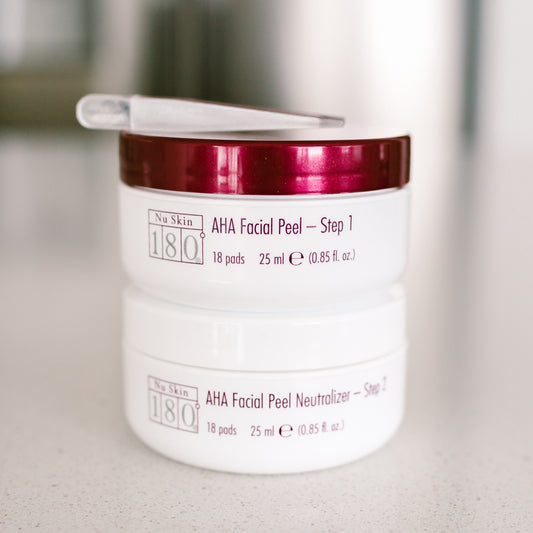 Nu Skin
180°
AHA Facial Peel – Step 1
18 pads 25 ml ℮ (0.85 fl. oz.)
Nu Skin
180°
AHA Facial Peel Neutralizer – Step 2
18 pads 25 ml ℮ (0.85 fl. oz.)